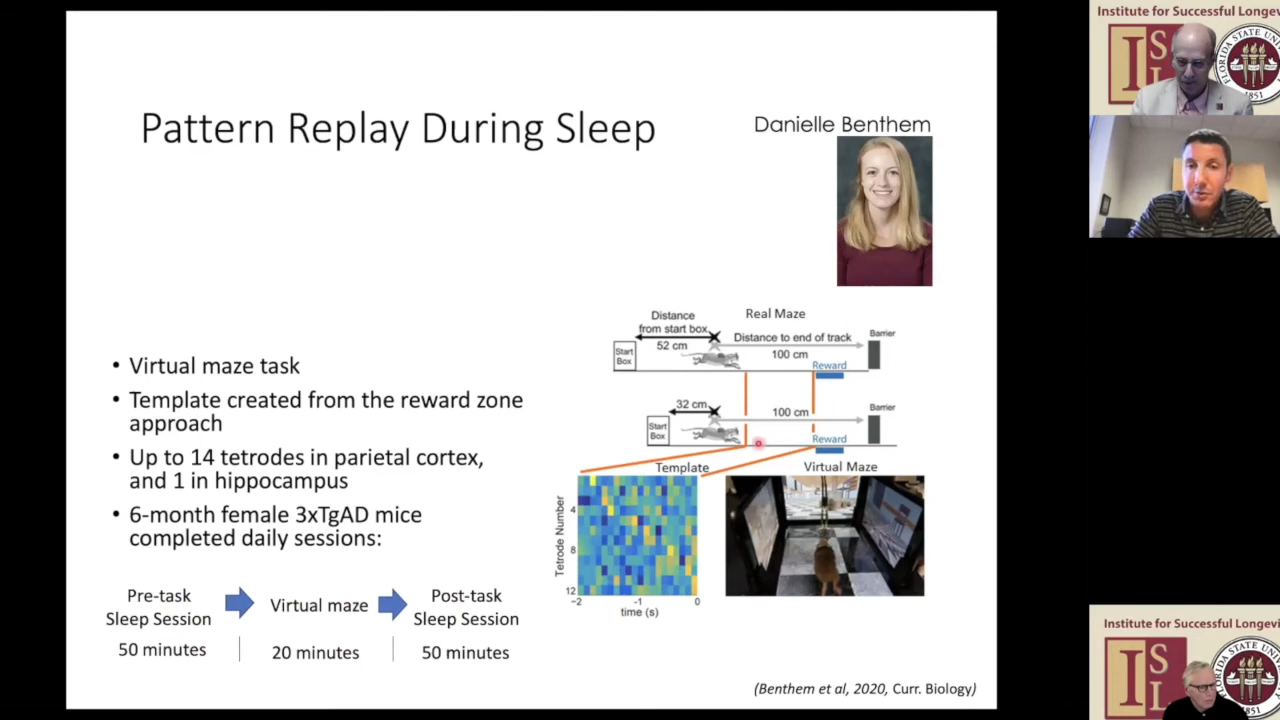 Pattern Replay During Sleep
Danielle Benthem
• Virtual maze task
• Template created from the reward zone
approach
• Up to 14 tetrodes in parietal cortex,
and 1 in hippocampus
• 6-month female 3xTgAD mice
completed daily sessions:
Pre-task
Sleep Session
50 minutes
Virtual maze
20 minutes
Post-task
Sleep Session
50 minutes
Distance
from start box
52 cm
Real Maze
Distance to end of track
100 cm
Barrier
Start
Box
Reward
32 cm
100 cm
Barrier
Start
Box
Reward
Template
Virtual Maze
Tetrode Number
4
8
12
-2
-1
0
time (s)
(Benthem et al, 2020, Curr. Biology)
Institute for Successful Longevi
I
S
L
FLORIDA STATE UN
1851
Institute for Successful Longevi
I
S
L